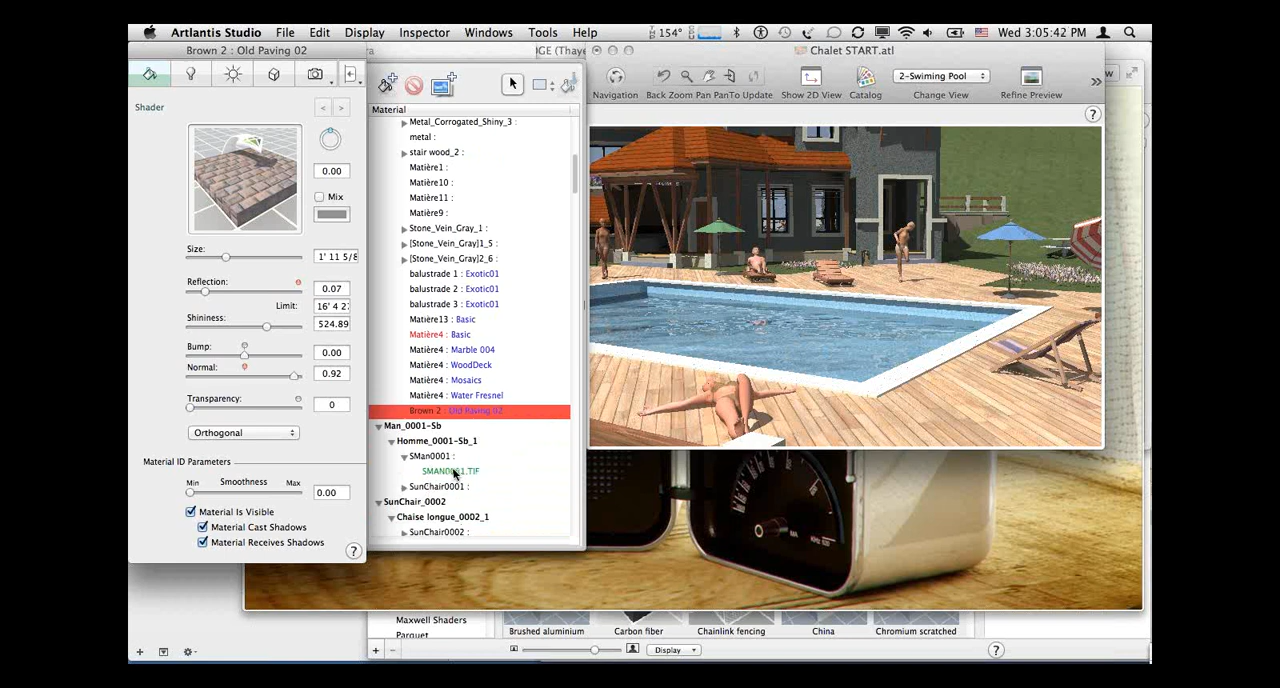 Artlantis Studio File Edit Display Inspector Windows Tools Help
154° Wed 3:05:42 PM
Brown 2 : Old Paving 02
Shader
< >
0.00
Mix
Size:
1' 11 5/8
Reflection:
0.07
Limit:
16' 4 2
Shininess:
524.89
Bump:
0.00
Normal:
0.92
Transparency:
0
Orthogonal
Material ID Parameters
Min Smoothness Max
0.00
Material Is Visible
Material Cast Shadows
Material Receives Shadows
?
Material
Metal_Corrugated_Shiny_3 :
metal :
stair wood_2 :
Matière1 :
Matière10 :
Matière11 :
Matière9 :
Stone_Vein_Gray_1 :
[Stone_Vein_Gray]1_5 :
[Stone_Vein_Gray]2_6 :
balustrade 1 : Exotic01
balustrade 2 : Exotic01
balustrade 3 : Exotic01
Matière13 : Basic
Matière4 : Basic
Matière4 : Marble 004
Matière4 : WoodDeck
Matière4 : Mosaics
Matière4 : Water Fresnel
Brown 2 : Old Paving 02
Man_0001-Sb
Homme_0001-Sb_1
SMan0001 :
SMAN0001.TIF
SunChair0001 :
SunChair_0002
Chaise longue_0002_1
SunChair0002 :
GE (Thaye
Chalet START.atl
Navigation Back Zoom Pan PanTo Update Show 2D View Catalog
2-Swiming Pool
Change View
Refine Preview
»
?
Maxwell Shaders
Parquet
Brushed aluminium Carbon fiber Chainlink fencing China Chromium scratched
+ − Display ?